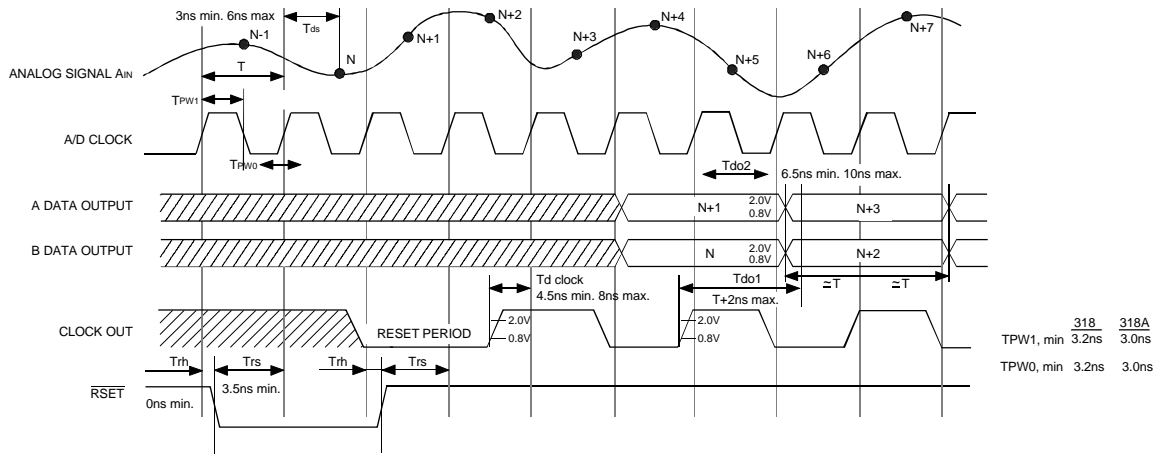 3ns min. 6ns max
Tds
N-1
N
N+1
N+2
N+3
N+4
N+5
N+6
N+7
ANALOG SIGNAL AIN
T
TPW1
A/D CLOCK
TPW0
Tdo2
6.5ns min. 10ns max.
A DATA OUTPUT
N+1
2.0V
0.8V
N+3
B DATA OUTPUT
N
2.0V
0.8V
N+2
Td clock
4.5ns min. 8ns max.
Tdo1
T+2ns max.
≃T
≃T
CLOCK OUT
RESET PERIOD
2.0V
0.8V
2.0V
0.8V
318 318A
TPW1, min 3.2ns 3.0ns
TPW0, min 3.2ns 3.0ns
Trh
Trs
Trh
Trs
RSET
0ns min.
3.5ns min.